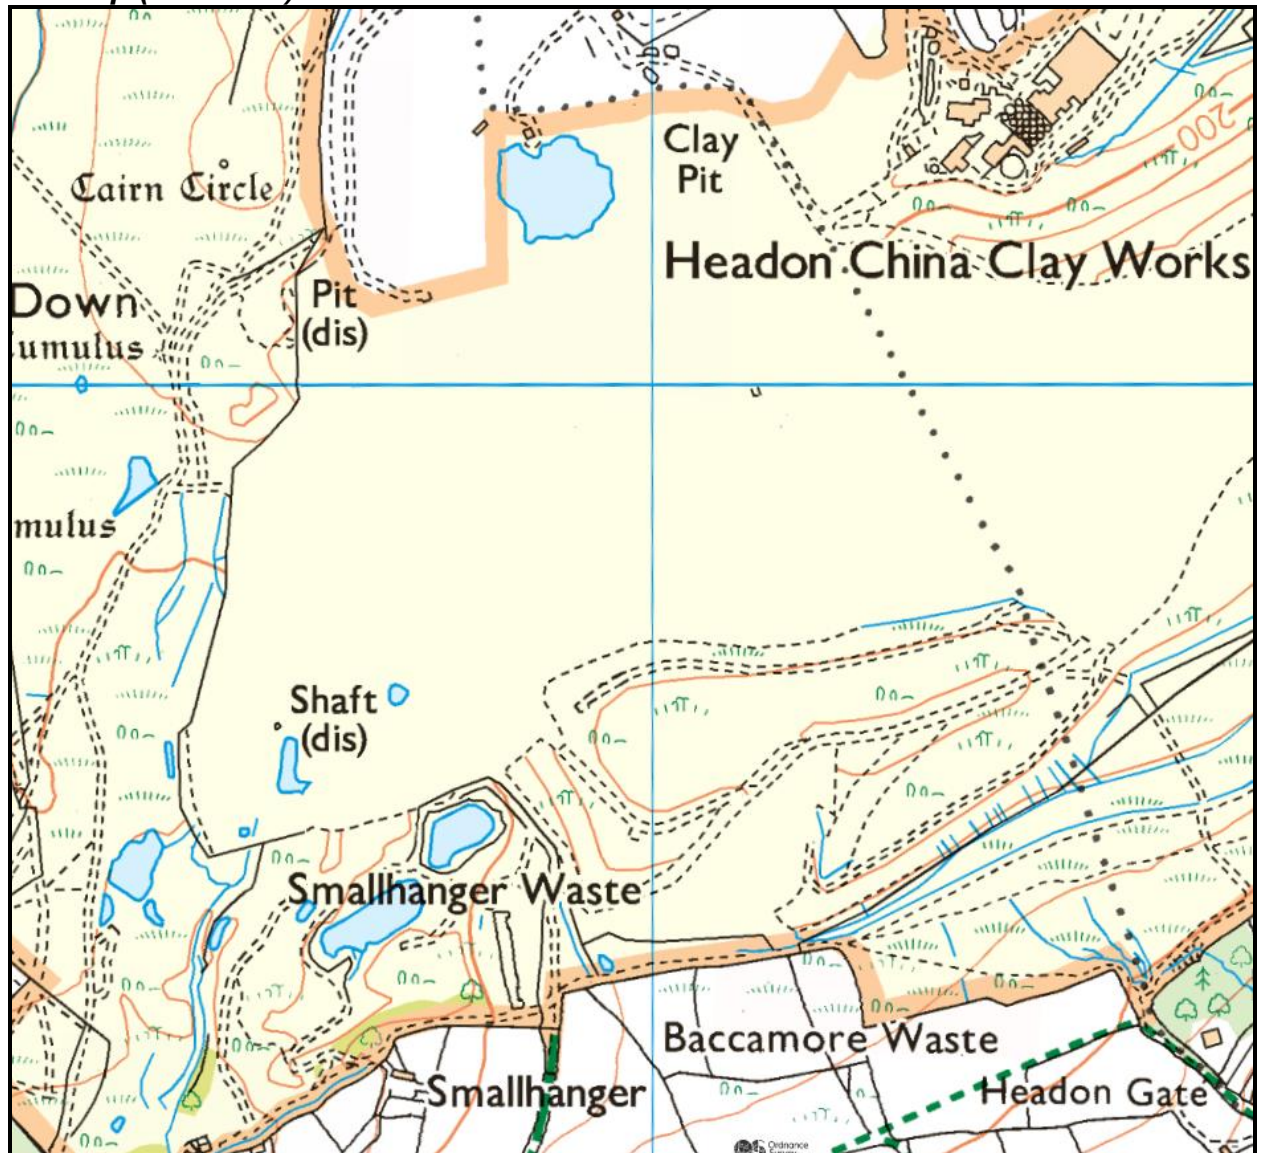 Clay
Pit
200
Cairn Circle
Headon China Clay Works
Down
Pit
(dis)
umulus
mulus
Shaft
(dis)
Smallhanger Waste
Baccamore Waste
Headon Gate
Smallhanger
Ordnance